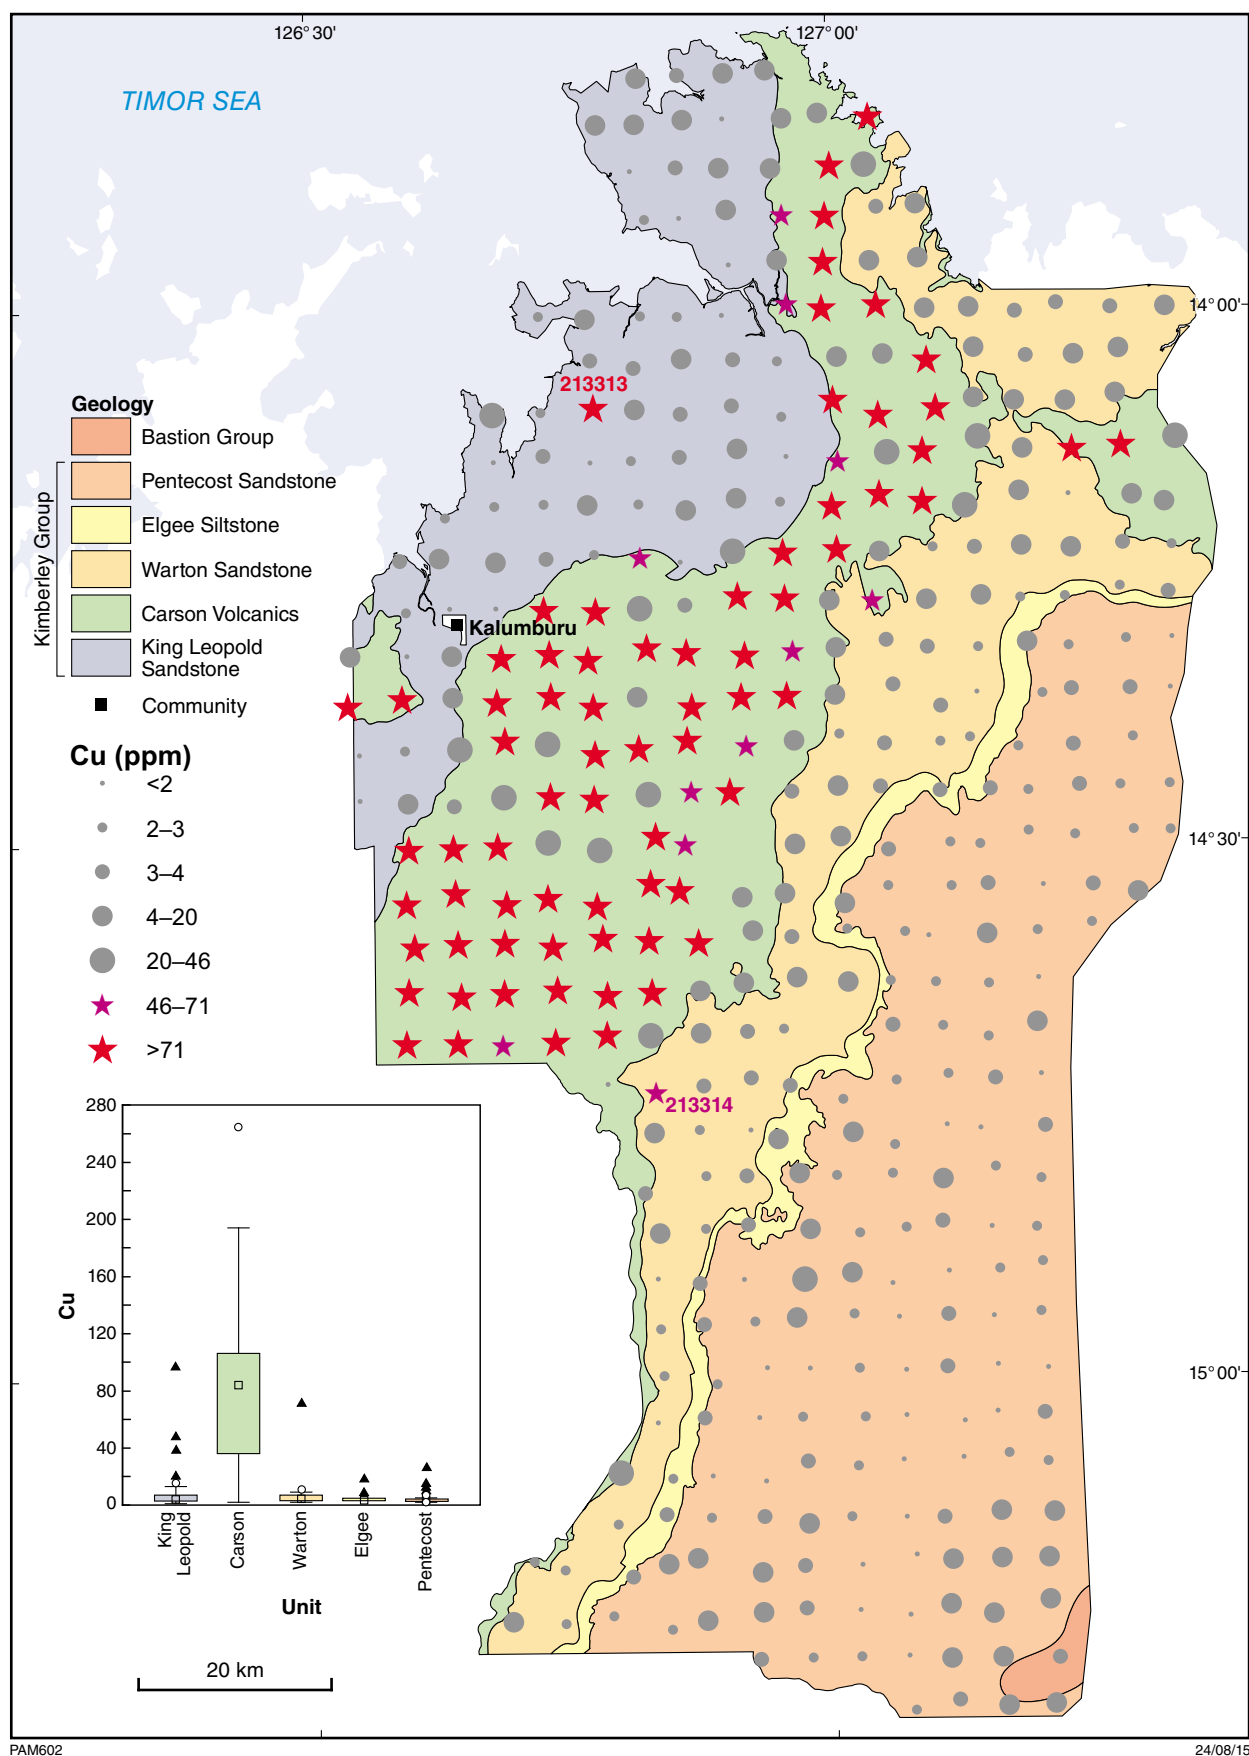 126°30'
127°00'
TIMOR SEA
14°00'
213313
Geology
Bastion Group
Pentecost Sandstone
Elgee Siltstone
Warton Sandstone
Carson Volcanics
King Leopold
Sandstone
Kimberley Group
Community
Kalumburu
Cu (ppm)
<2
2–3
3–4
4–20
20–46
46–71
>71
14°30'
213314
280
240
200
160
120
80
40
0
Cu
King
Leopold
Carson
Warton
Elgee
Pentecost
Unit
15°00'
20 km
PAM602
24/08/15